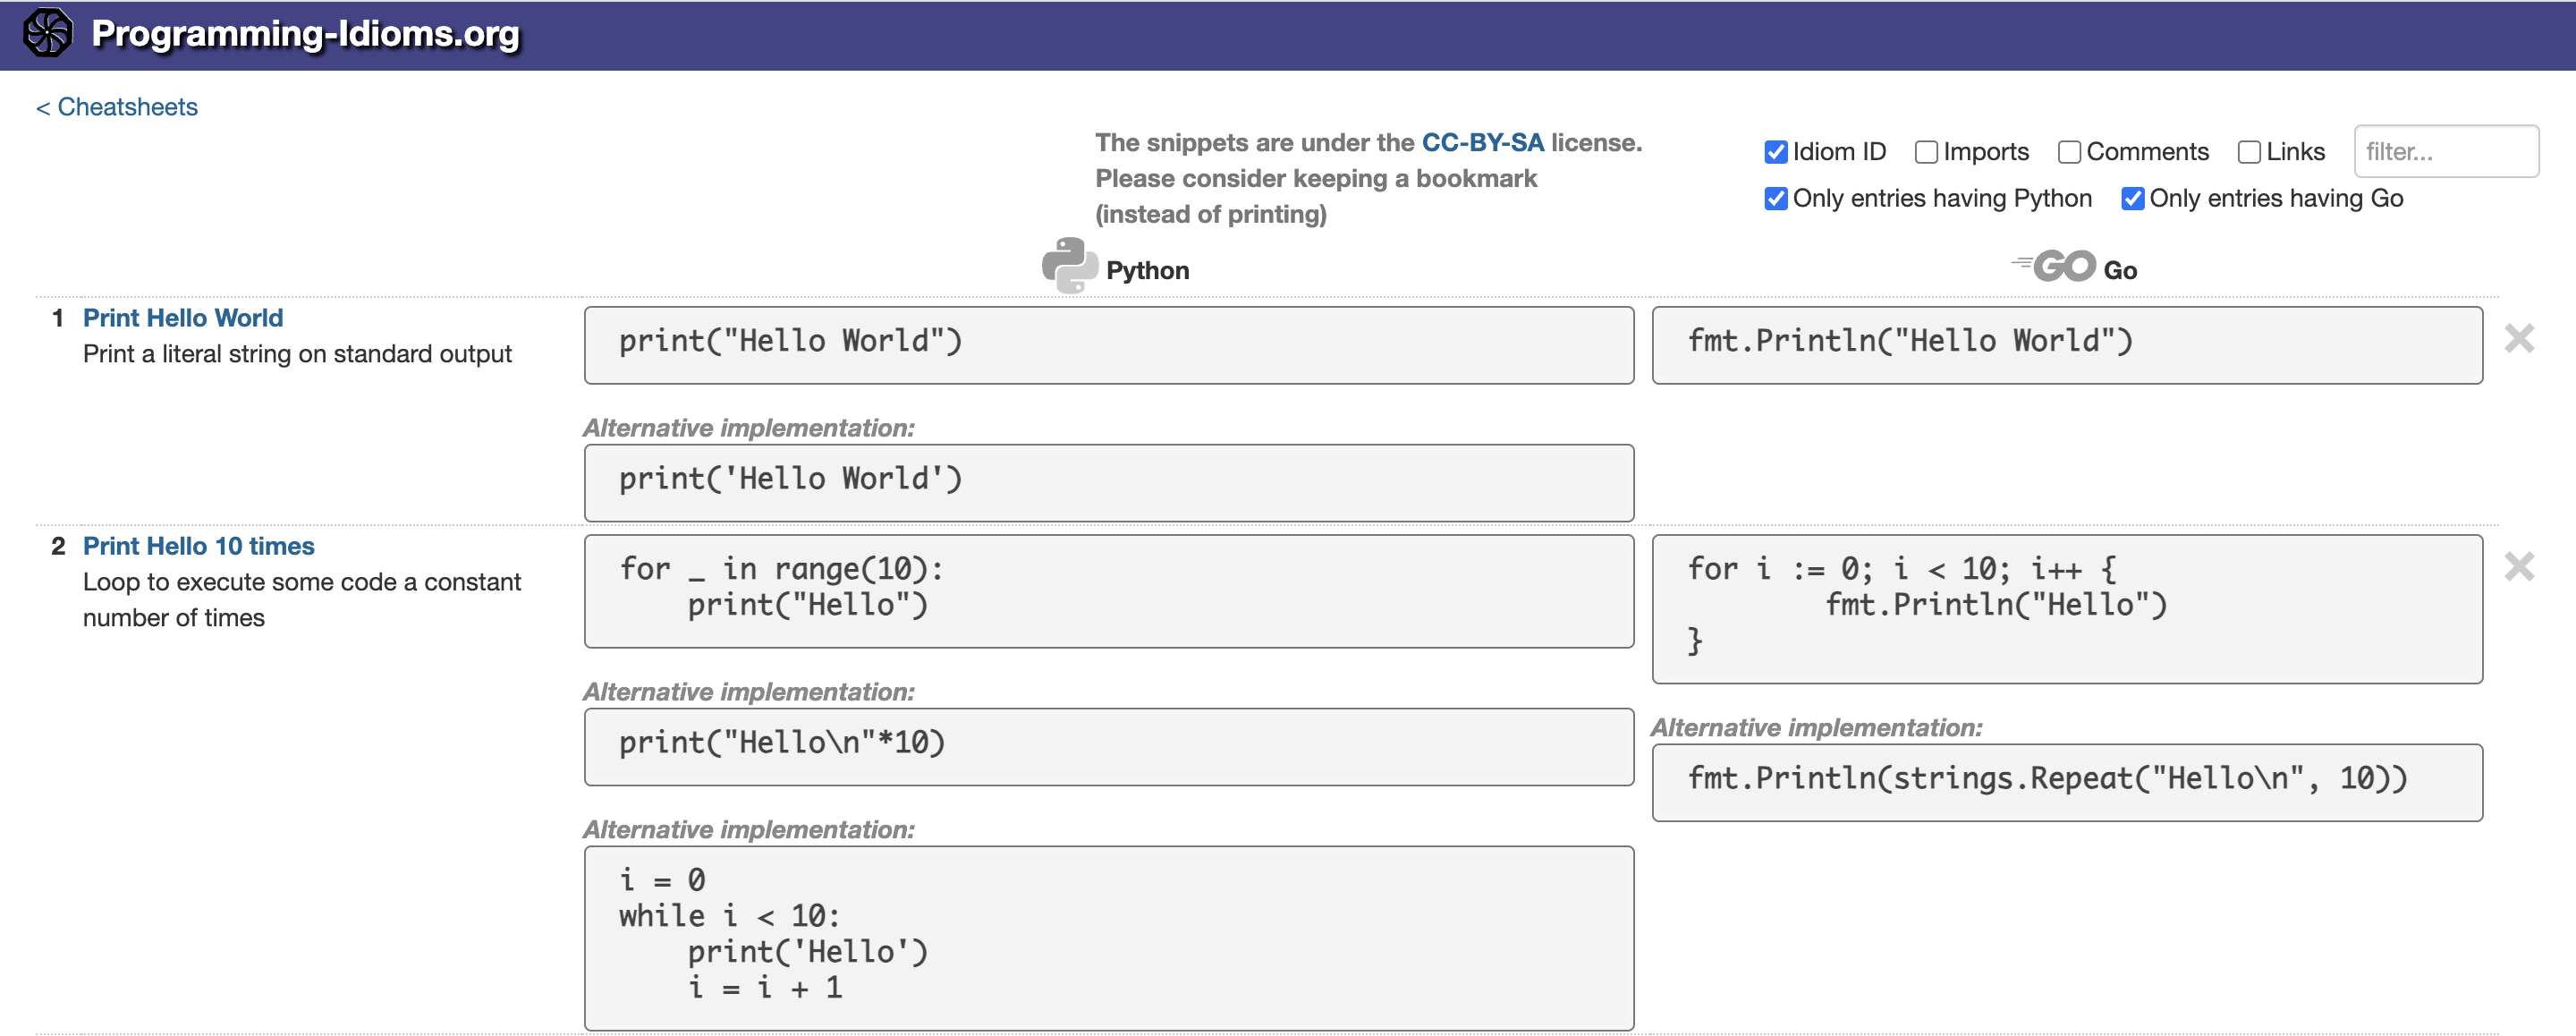 Programming-Idioms.org
< Cheatsheets
The snippets are under the CC-BY-SA license.
Please consider keeping a bookmark
(instead of printing)
Idiom ID Imports Comments Links filter...
Only entries having Python Only entries having Go
Python
GO Go
1 Print Hello World
Print a literal string on standard output
print("Hello World")
Alternative implementation:
print('Hello World')
fmt.Println("Hello World")
2 Print Hello 10 times
Loop to execute some code a constant
number of times
for _ in range(10):
    print("Hello")
Alternative implementation:
print("Hello\n"*10)
Alternative implementation:
i = 0
while i < 10:
    print('Hello')
    i = i + 1
for i := 0; i < 10; i++ {
        fmt.Println("Hello")
}
Alternative implementation:
fmt.Println(strings.Repeat("Hello\n", 10))